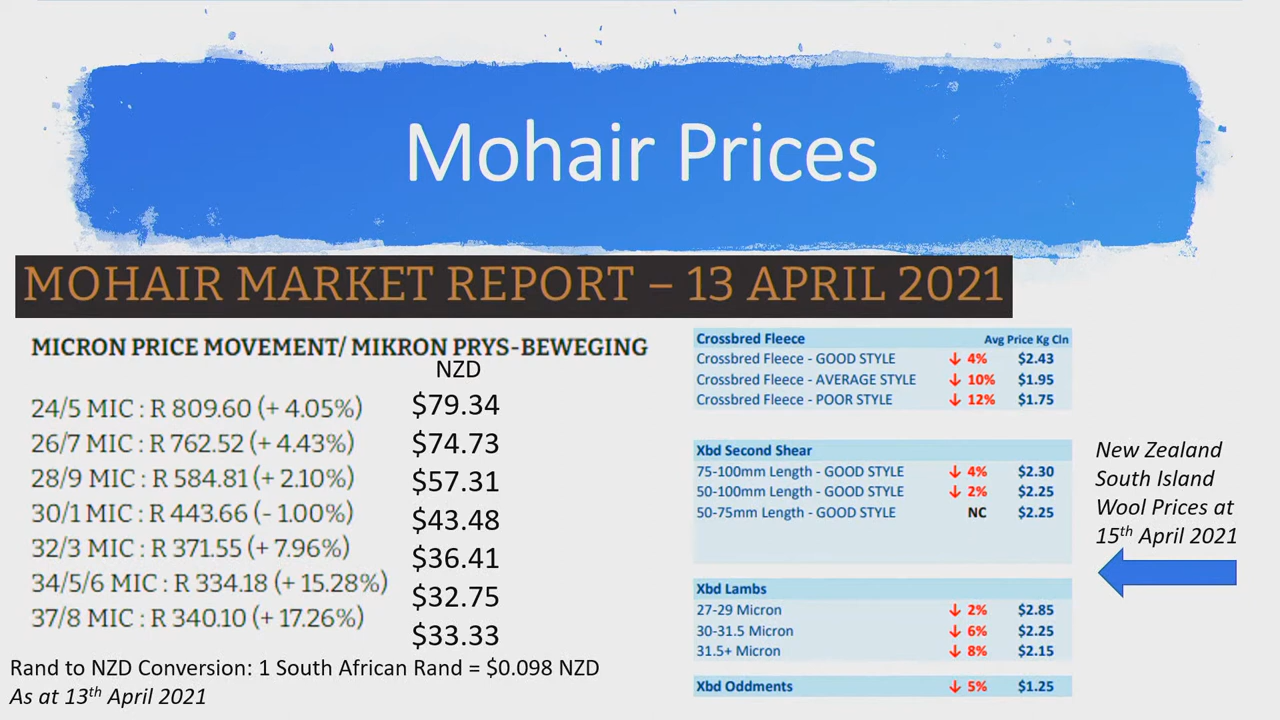 Mohair Prices
MOHAIR MARKET REPORT – 13 APRIL 2021
MICRON PRICE MOVEMENT/ MIKRON PRYS-BEWEGING
NZD
24/5 MIC : R 809.60 (+ 4.05%) $79.34
26/7 MIC : R 762.52 (+ 4.43%) $74.73
28/9 MIC : R 584.81 (+ 2.10%) $57.31
30/1 MIC : R 443.66 (- 1.00%) $43.48
32/3 MIC : R 371.55 (+ 7.96%) $36.41
34/5/6 MIC : R 334.18 (+ 15.28%) $32.75
37/8 MIC : R 340.10 (+ 17.26%) $33.33
Rand to NZD Conversion: 1 South African Rand = $0.098 NZD
As at 13th April 2021
Crossbred Fleece Avg Price Kg Cln
Crossbred Fleece - GOOD STYLE ↓ 4% $2.43
Crossbred Fleece - AVERAGE STYLE ↓ 10% $1.95
Crossbred Fleece - POOR STYLE ↓ 12% $1.75
Xbd Second Shear
75-100mm Length - GOOD STYLE ↓ 4% $2.30
50-100mm Length - GOOD STYLE ↓ 2% $2.25
50-75mm Length - GOOD STYLE NC $2.25
Xbd Lambs
27-29 Micron ↓ 2% $2.85
30-31.5 Micron ↓ 6% $2.25
31.5+ Micron ↓ 8% $2.15
Xbd Oddments ↓ 5% $1.25
New Zealand
South Island
Wool Prices at
15th April 2021